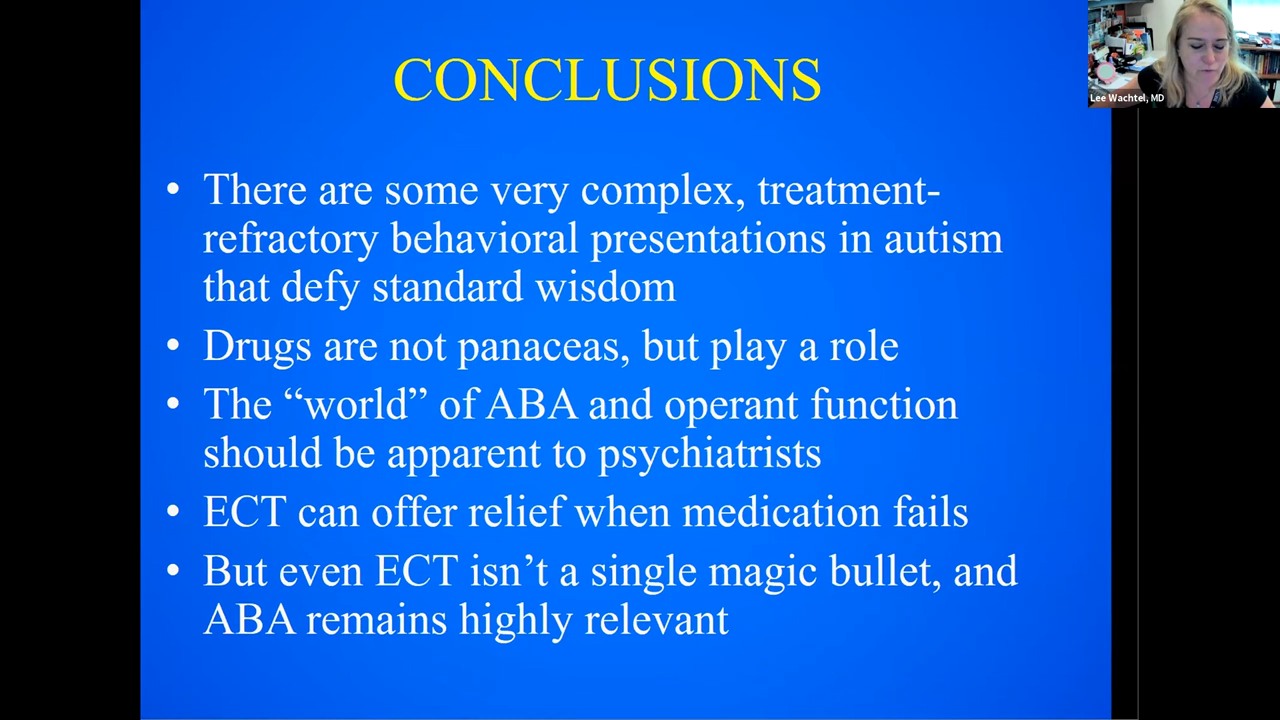 CONCLUSIONS
• There are some very complex, treatment-
refractory behavioral presentations in autism
that defy standard wisdom
• Drugs are not panaceas, but play a role
• The “world” of ABA and operant function
should be apparent to psychiatrists
• ECT can offer relief when medication fails
• But even ECT isn’t a single magic bullet, and
ABA remains highly relevant
Lee Wachtel, MD